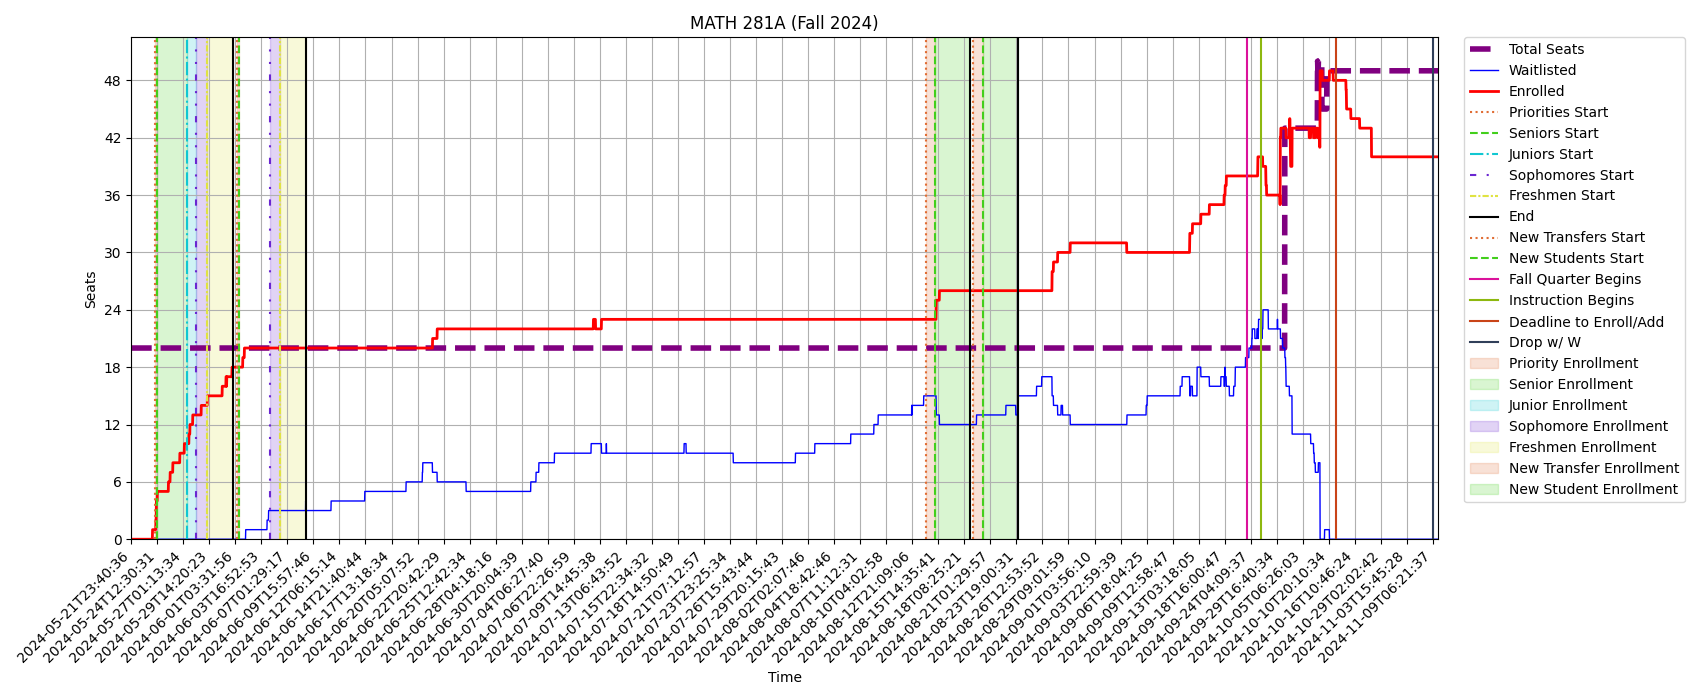 MATH 281A (Fall 2024)
Seats
48
42
36
30
24
18
12
6
0
2024-05-21T23:40:36
2024-05-24T12:30:31
2024-05-27T01:13:34
2024-05-29T14:20:23
2024-06-01T03:31:56
2024-06-03T16:52:53
2024-06-07T01:29:17
2024-06-09T15:57:46
2024-06-12T06:15:14
2024-06-14T21:40:44
2024-06-17T13:18:34
2024-06-20T05:07:52
2024-06-22T20:42:29
2024-06-25T12:42:34
2024-06-28T04:18:16
2024-06-30T20:04:39
2024-07-04T06:27:40
2024-07-06T22:26:59
2024-07-09T14:45:38
2024-07-13T06:43:52
2024-07-15T22:34:32
2024-07-18T14:50:49
2024-07-21T07:12:57
2024-07-23T23:25:34
2024-07-26T15:43:44
2024-07-29T20:15:43
2024-08-02T02:07:46
2024-08-04T18:42:46
2024-08-07T11:12:31
2024-08-10T04:02:58
2024-08-12T21:09:06
2024-08-15T14:35:41
2024-08-18T08:25:21
2024-08-21T01:29:57
2024-08-23T19:00:31
2024-08-26T12:53:52
2024-08-29T09:01:59
2024-09-01T03:56:10
2024-09-03T22:59:39
2024-09-06T18:04:25
2024-09-09T12:58:47
2024-09-13T03:18:05
2024-09-18T16:00:47
2024-09-24T04:09:37
2024-09-29T16:40:34
2024-10-05T06:26:03
2024-10-10T20:10:34
2024-10-16T10:46:24
2024-10-29T02:02:42
2024-11-03T15:45:28
2024-11-09T06:21:37
Time
Total Seats
Waitlisted
Enrolled
Priorities Start
Seniors Start
Juniors Start
Sophomores Start
Freshmen Start
End
New Transfers Start
New Students Start
Fall Quarter Begins
Instruction Begins
Deadline to Enroll/Add
Drop w/ W
Priority Enrollment
Senior Enrollment
Junior Enrollment
Sophomore Enrollment
Freshmen Enrollment
New Transfer Enrollment
New Student Enrollment